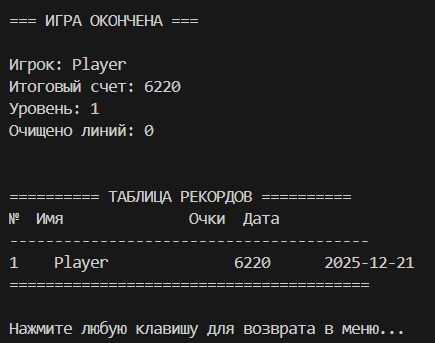 === ИГРА ОКОНЧЕНА ===
Игрок: Player
Итоговый счет: 6220
Уровень: 1
Очищено линий: 0
========== ТАБЛИЦА РЕКОРДОВ ==========
№  Имя              Очки  Дата
----------------------------------------
1    Player              6220      2025-12-21
========================================
Нажмите любую клавишу для возврата в меню...